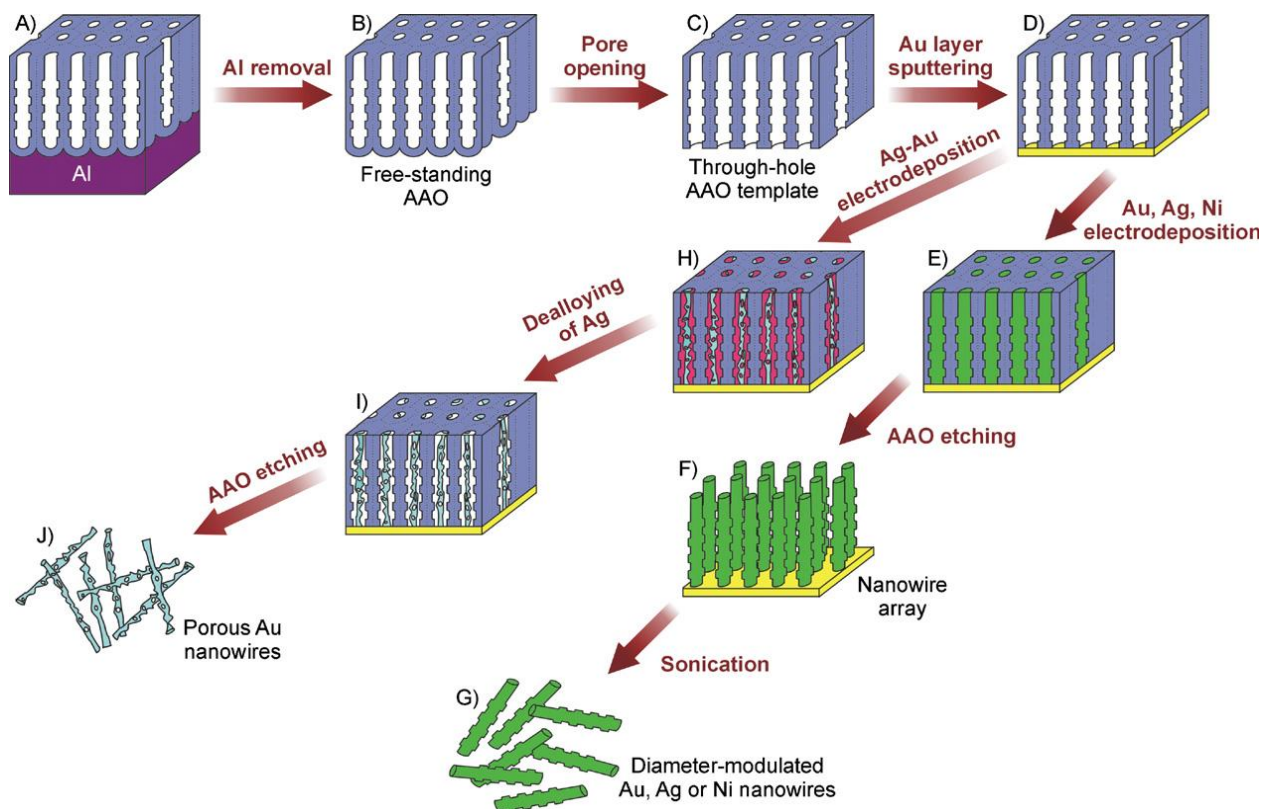 A)
Al
Al removal
B)
Free-standing
AAO
Pore
opening
C)
Through-hole
AAO template
Au layer
sputtering
D)
Ag-Au
electrodeposition
Au, Ag, Ni
electrodeposition
H)
E)
Dealloying
of Ag
I)
AAO etching
F)
Nanowire
array
AAO etching
J)
Porous Au
nanowires
Sonication
G)
Diameter-modulated
Au, Ag or Ni nanowires